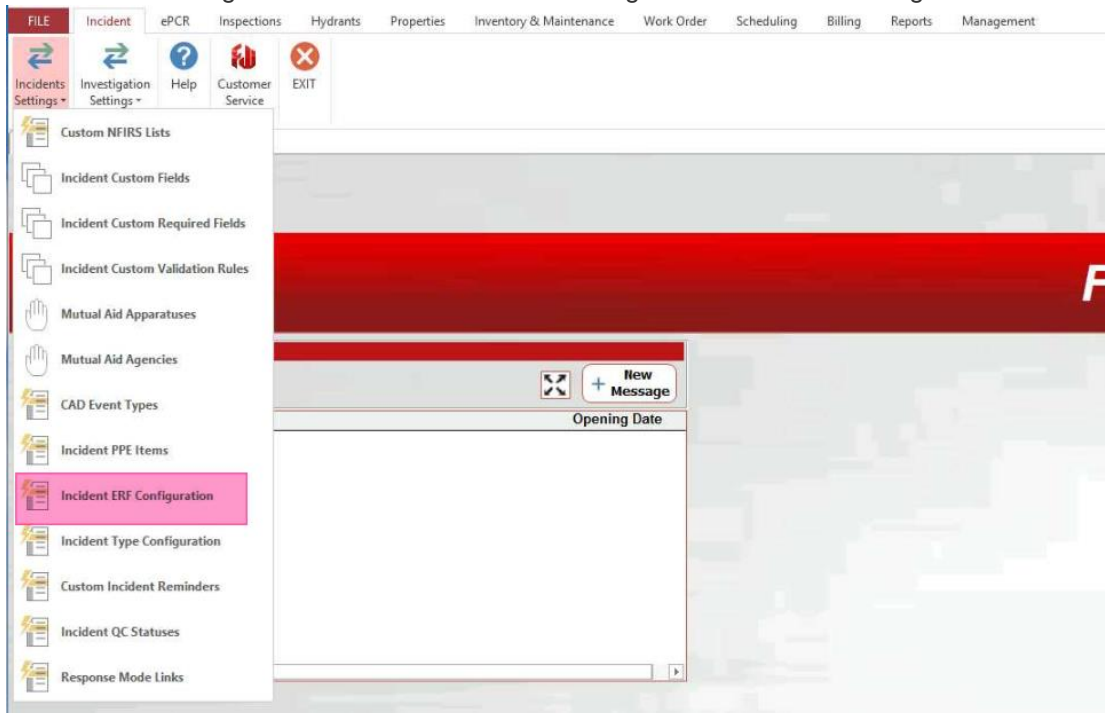 FILE Incident ePCR Inspections Hydrants Properties Inventory & Maintenance Work Order Scheduling Billing Reports Management
Incidents Investigation Help Customer EXIT
Settings Settings Service
Custom NFIRS Lists
Incident Custom Fields
Incident Custom Required Fields
Incident Custom Validation Rules
F
Mutual Aid Apparatuses
Mutual Aid Agencies
+ New
Message
CAD Event Types
Opening Date
Incident PPE Items
Incident ERF Configuration
Incident Type Configuration
Custom Incident Reminders
Incident QC Statuses
Response Mode Links